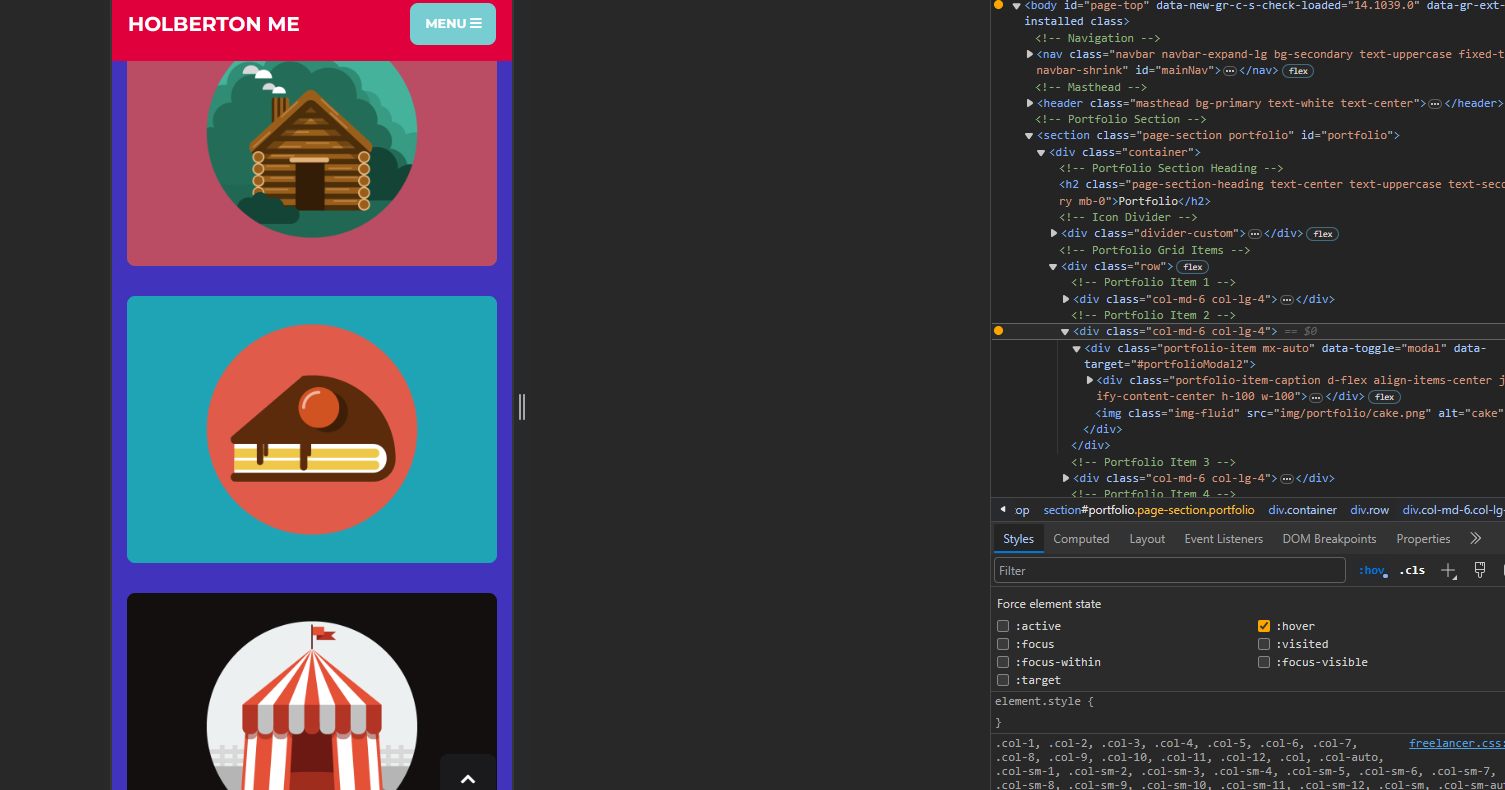 HOLBERTON ME
MENU
<body id="page-top" data-new-gr-c-s-check-loaded="14.1039.0" data-gr-ext-
installed class>
<!-- Navigation -->
<nav class="navbar navbar-expand-lg bg-secondary text-uppercase fixed-t
navbar-shrink" id="mainNav"> … </nav> flex
<!-- Masthead -->
<header class="masthead bg-primary text-white text-center"> … </header>
<!-- Portfolio Section -->
<section class="page-section portfolio" id="portfolio">
<div class="container">
<!-- Portfolio Section Heading -->
<h2 class="page-section-heading text-center text-uppercase text-seco
ry mb-0">Portfolio</h2>
<!-- Icon Divider -->
<div class="divider-custom"> … </div> flex
<!-- Portfolio Grid Items -->
<div class="row"> flex
<!-- Portfolio Item 1 -->
<div class="col-md-6 col-lg-4"> … </div>
<!-- Portfolio Item 2 -->
<div class="col-md-6 col-lg-4"> == $0
<div class="portfolio-item mx-auto" data-toggle="modal" data-
target="#portfolioModal2">
<div class="portfolio-item-caption d-flex align-items-center j
ify-content-center h-100 w-100"> … </div> flex
<img class="img-fluid" src="img/portfolio/cake.png" alt="cake"
</div>
</div>
<!-- Portfolio Item 3 -->
<div class="col-md-6 col-lg-4"> … </div>
<!-- Portfolio Item 4 -->
op section#portfolio.page-section.portfolio div.container div.row div.col-md-6.col-lg-
Styles Computed Layout Event Listeners DOM Breakpoints Properties
Filter :hov .cls
Force element state
:active :hover
:focus :visited
:focus-within :focus-visible
:target
element.style {
}
.col-1, .col-2, .col-3, .col-4, .col-5, .col-6, .col-7, freelancer.css:
.col-8, .col-9, .col-10, .col-11, .col-12, .col, .col-auto,
.col-sm-1, .col-sm-2, .col-sm-3, .col-sm-4, .col-sm-5, .col-sm-6, .col-sm-7,
.col-sm-8, .col-sm-9, .col-sm-10, .col-sm-11, .col-sm-12, .col-sm, .col-sm-aut